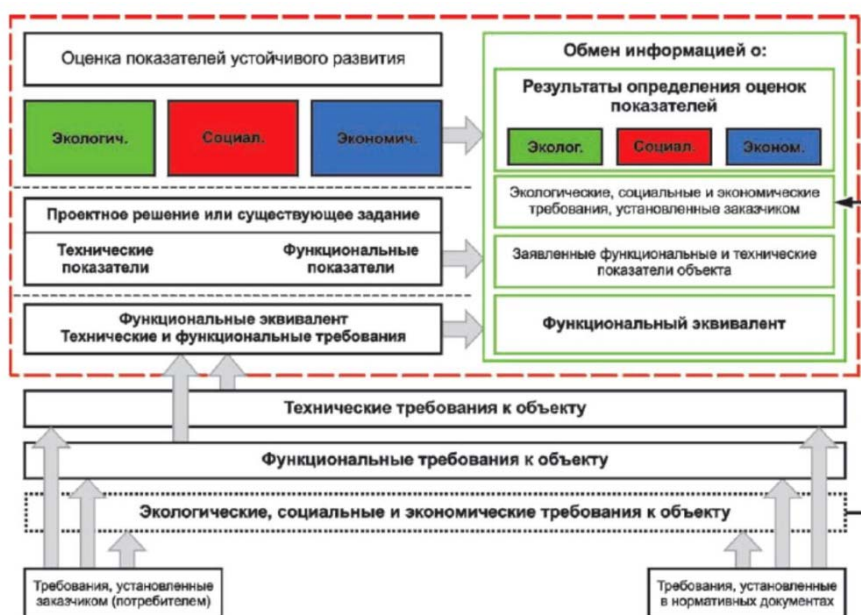 Оценка показателей устойчивого развития
Экологич.
Социал.
Экономич.
Проектное решение или существующее задание
Технические
показатели
Функциональные
показатели
Функциональные эквивалент
Технические и функциональные требования
Обмен информацией о:
Результаты определения оценок
показателей
Эколог.
Социал.
Эконом.
Экологические, социальные и экономические
требования, установленные заказчиком
Заявленные функциональные и технические
показатели объекта
Функциональный эквивалент
Технические требования к объекту
Функциональные требования к объекту
Экологические, социальные и экономические требования к объекту
Требования, установленные
заказчиком (потребителем)
Требования, установленные
в нормативных документах